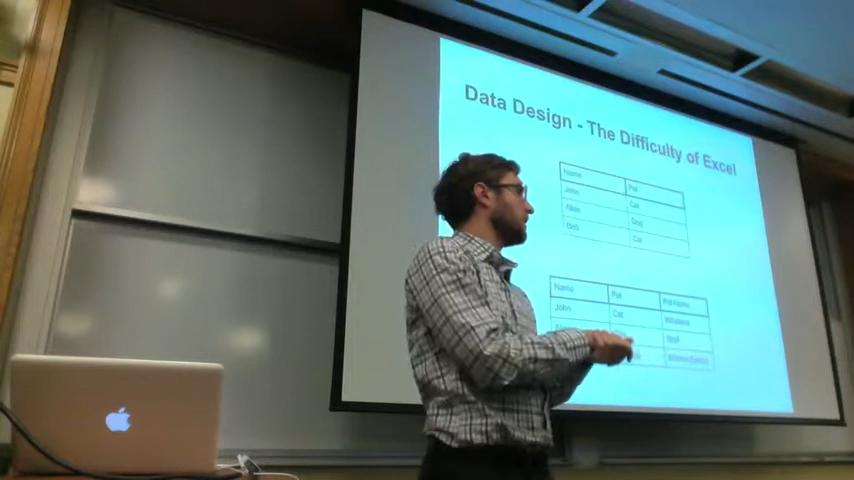 Data Design - The Difficulty of Excel
Name Pet
John Cat
Dog
Bob Cat
Name Pet Pet Name
John Cat